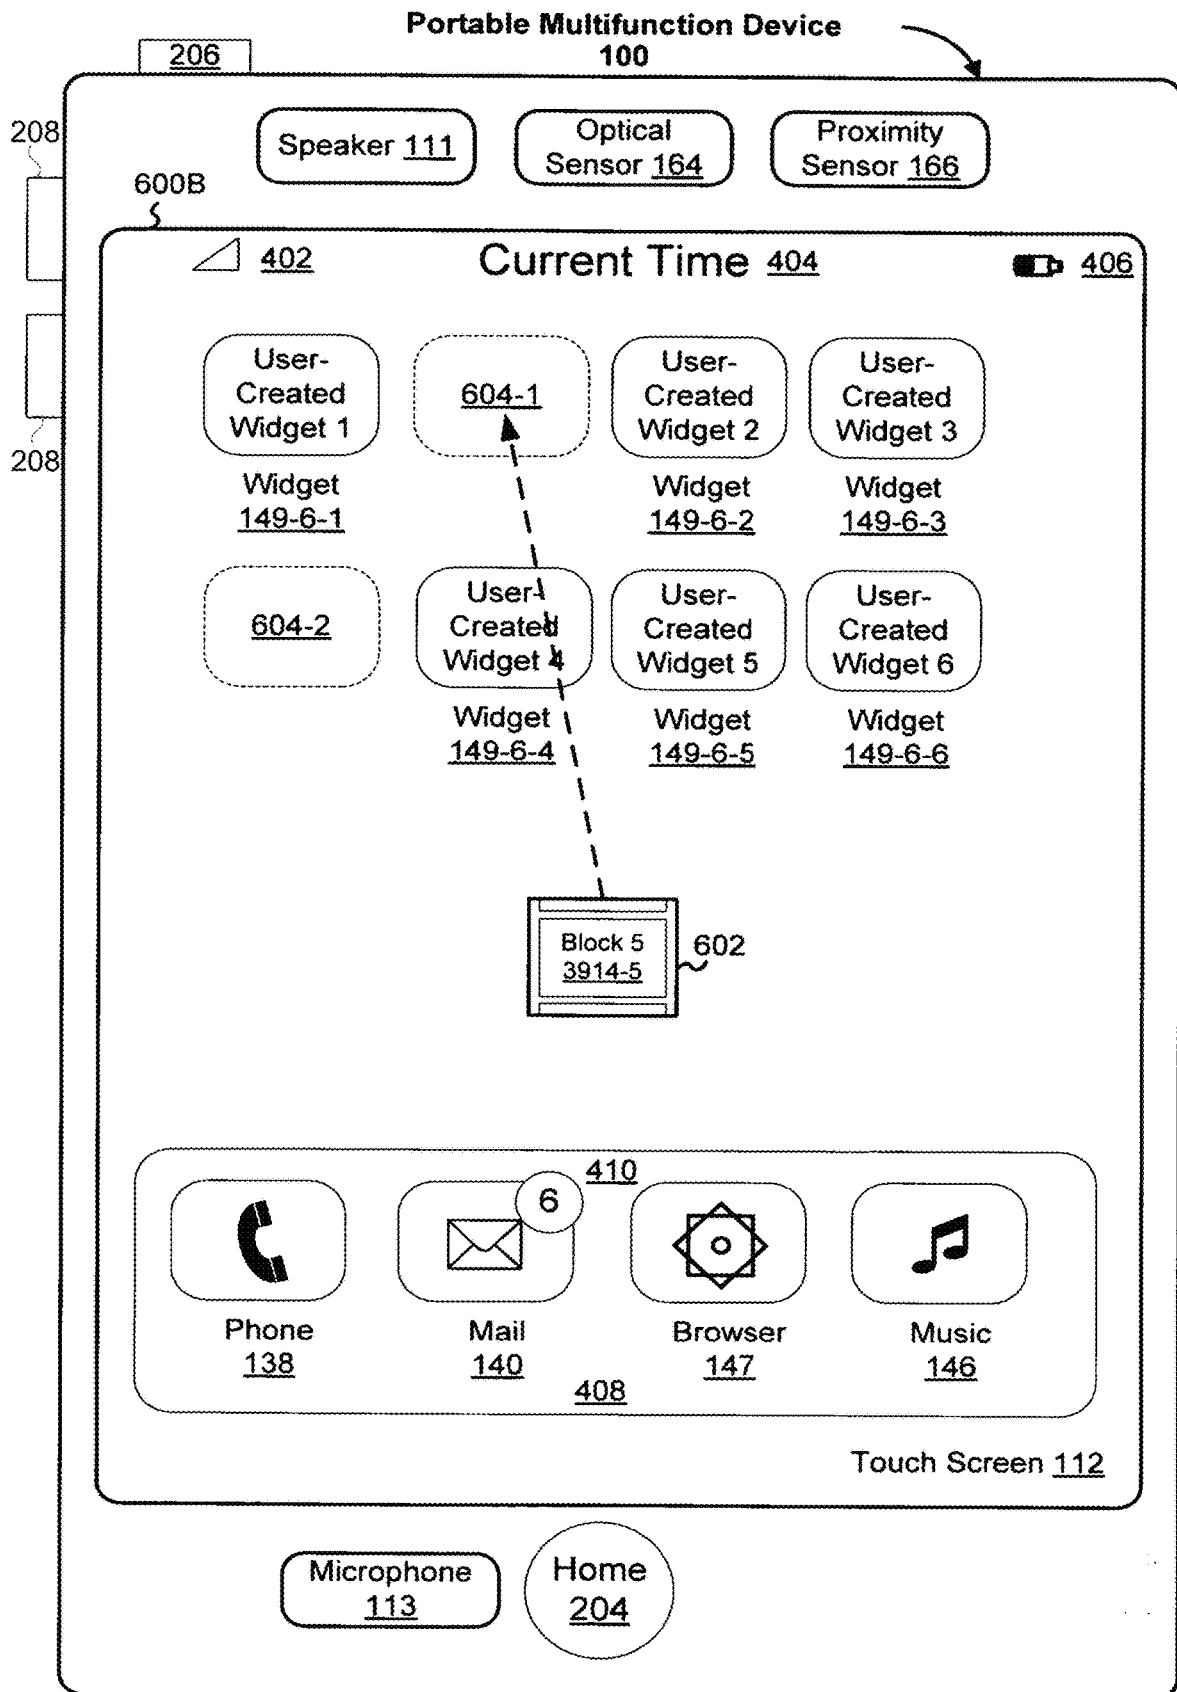 Portable Multifunction Device
100
206
208
208
Speaker 111
Optical
Sensor 164
Proximity
Sensor 166
600B
402
Current Time 404
406
User-
Created
Widget 1
Widget
149-6-1
604-1
User-
Created
Widget 2
Widget
149-6-2
User-
Created
Widget 3
Widget
149-6-3
604-2
User-
Created
Widget 4
Widget
149-6-4
User-
Created
Widget 5
Widget
149-6-5
User-
Created
Widget 6
Widget
149-6-6
Block 5
3914-5
602
410
6
Phone
138
Mail
140
Browser
147
Music
146
408
Touch Screen 112
Microphone
113
Home
204